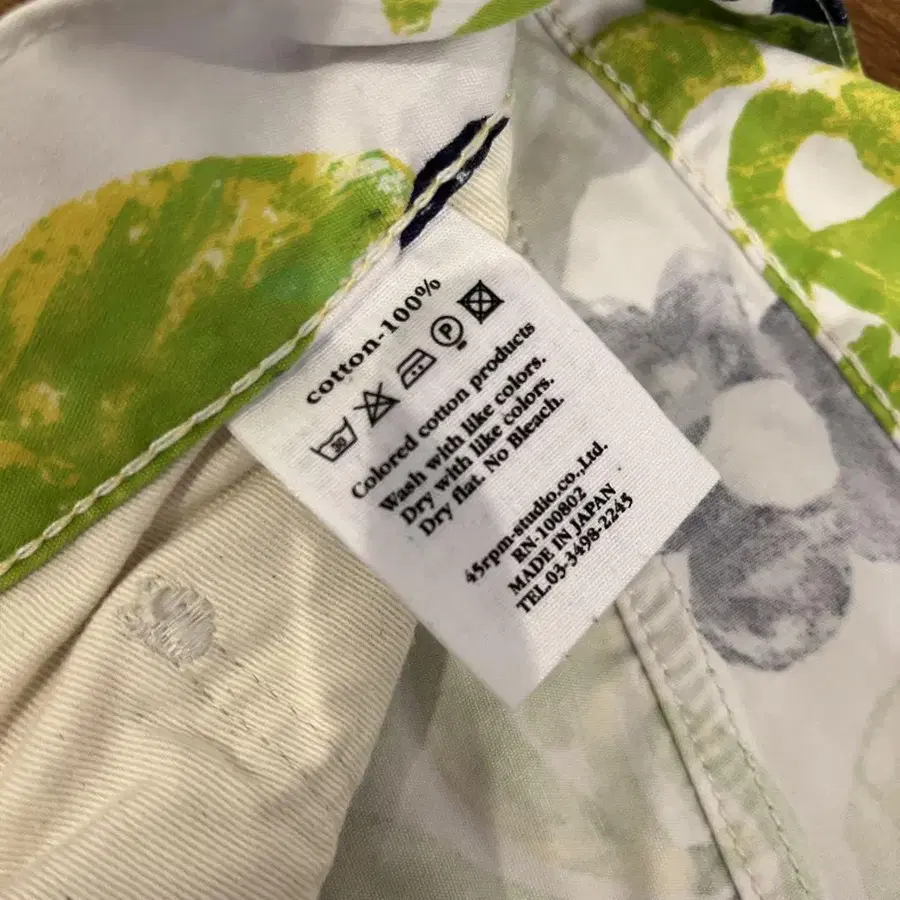 cotton-100%
30 P
Colored cotton products
Wash with like colors.
Dry with like colors.
Dry flat. No Bleach.
45rpm-studio.co.,Ltd.
RN-100802
MADE IN JAPAN
TEL.03-3498-2245